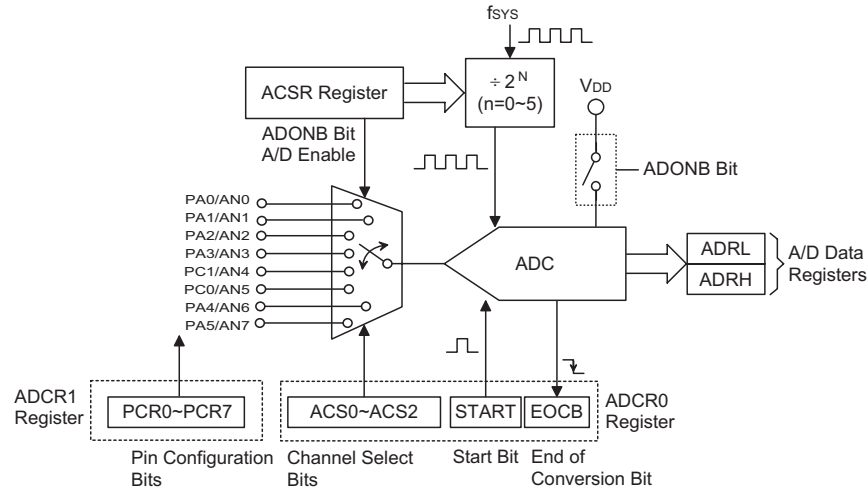 fSYS
ACSR Register
÷ 2 N
(n=0~5)
VDD
ADONB Bit
A/D Enable
ADONB Bit
PA0/AN0
PA1/AN1
PA2/AN2
PA3/AN3
PC1/AN4
PC0/AN5
PA4/AN6
PA5/AN7
ADC
ADRL
ADRH
A/D Data
Registers
ADCR1
Register
PCR0~PCR7
ACS0~ACS2
START
EOCB
ADCR0
Register
Pin Configuration
Bits
Channel Select
Bits
Start Bit
End of
Conversion Bit